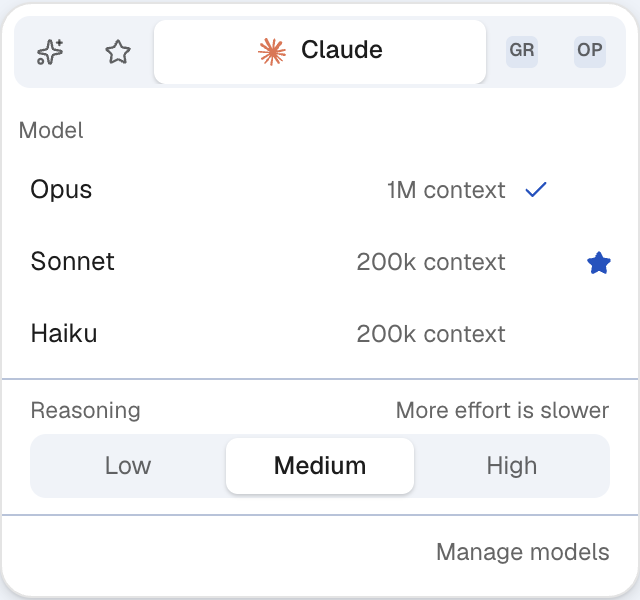 Claude GR OP
Model
Opus 1M context
Sonnet 200k context
Haiku 200k context
Reasoning More effort is slower
Low Medium High
Manage models